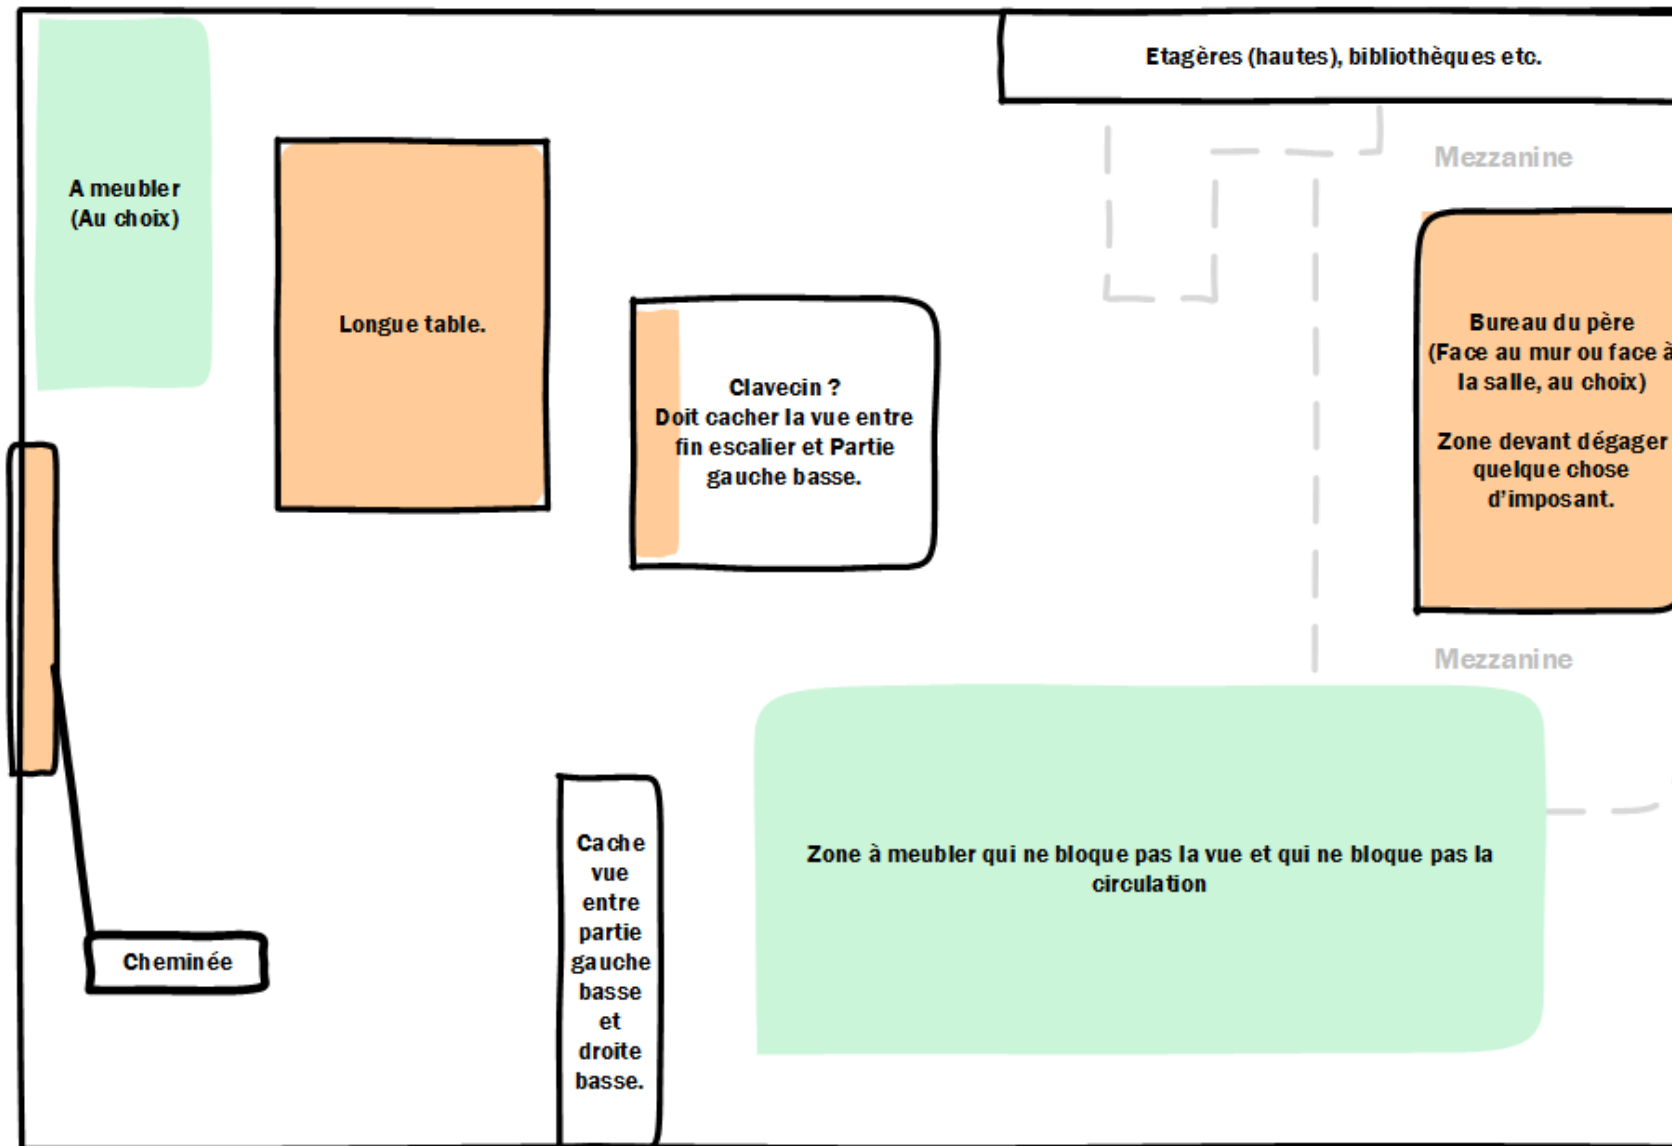 Etagères (hautes), bibliothèques etc.
Mezzanine
A meubler
(Au choix)
Longue table.
Clavecin ?
Doit cacher la vue entre
fin escalier et Partie
gauche basse.
Bureau du père
(Face au mur ou face à
la salle, au choix)
Zone devant dégager
quelque chose
d'imposant.
Mezzanine
Cache
vue
entre
partie
gauche
basse
et
droite
basse.
Zone à meubler qui ne bloque pas la vue et qui ne bloque pas la
circulation
Cheminée